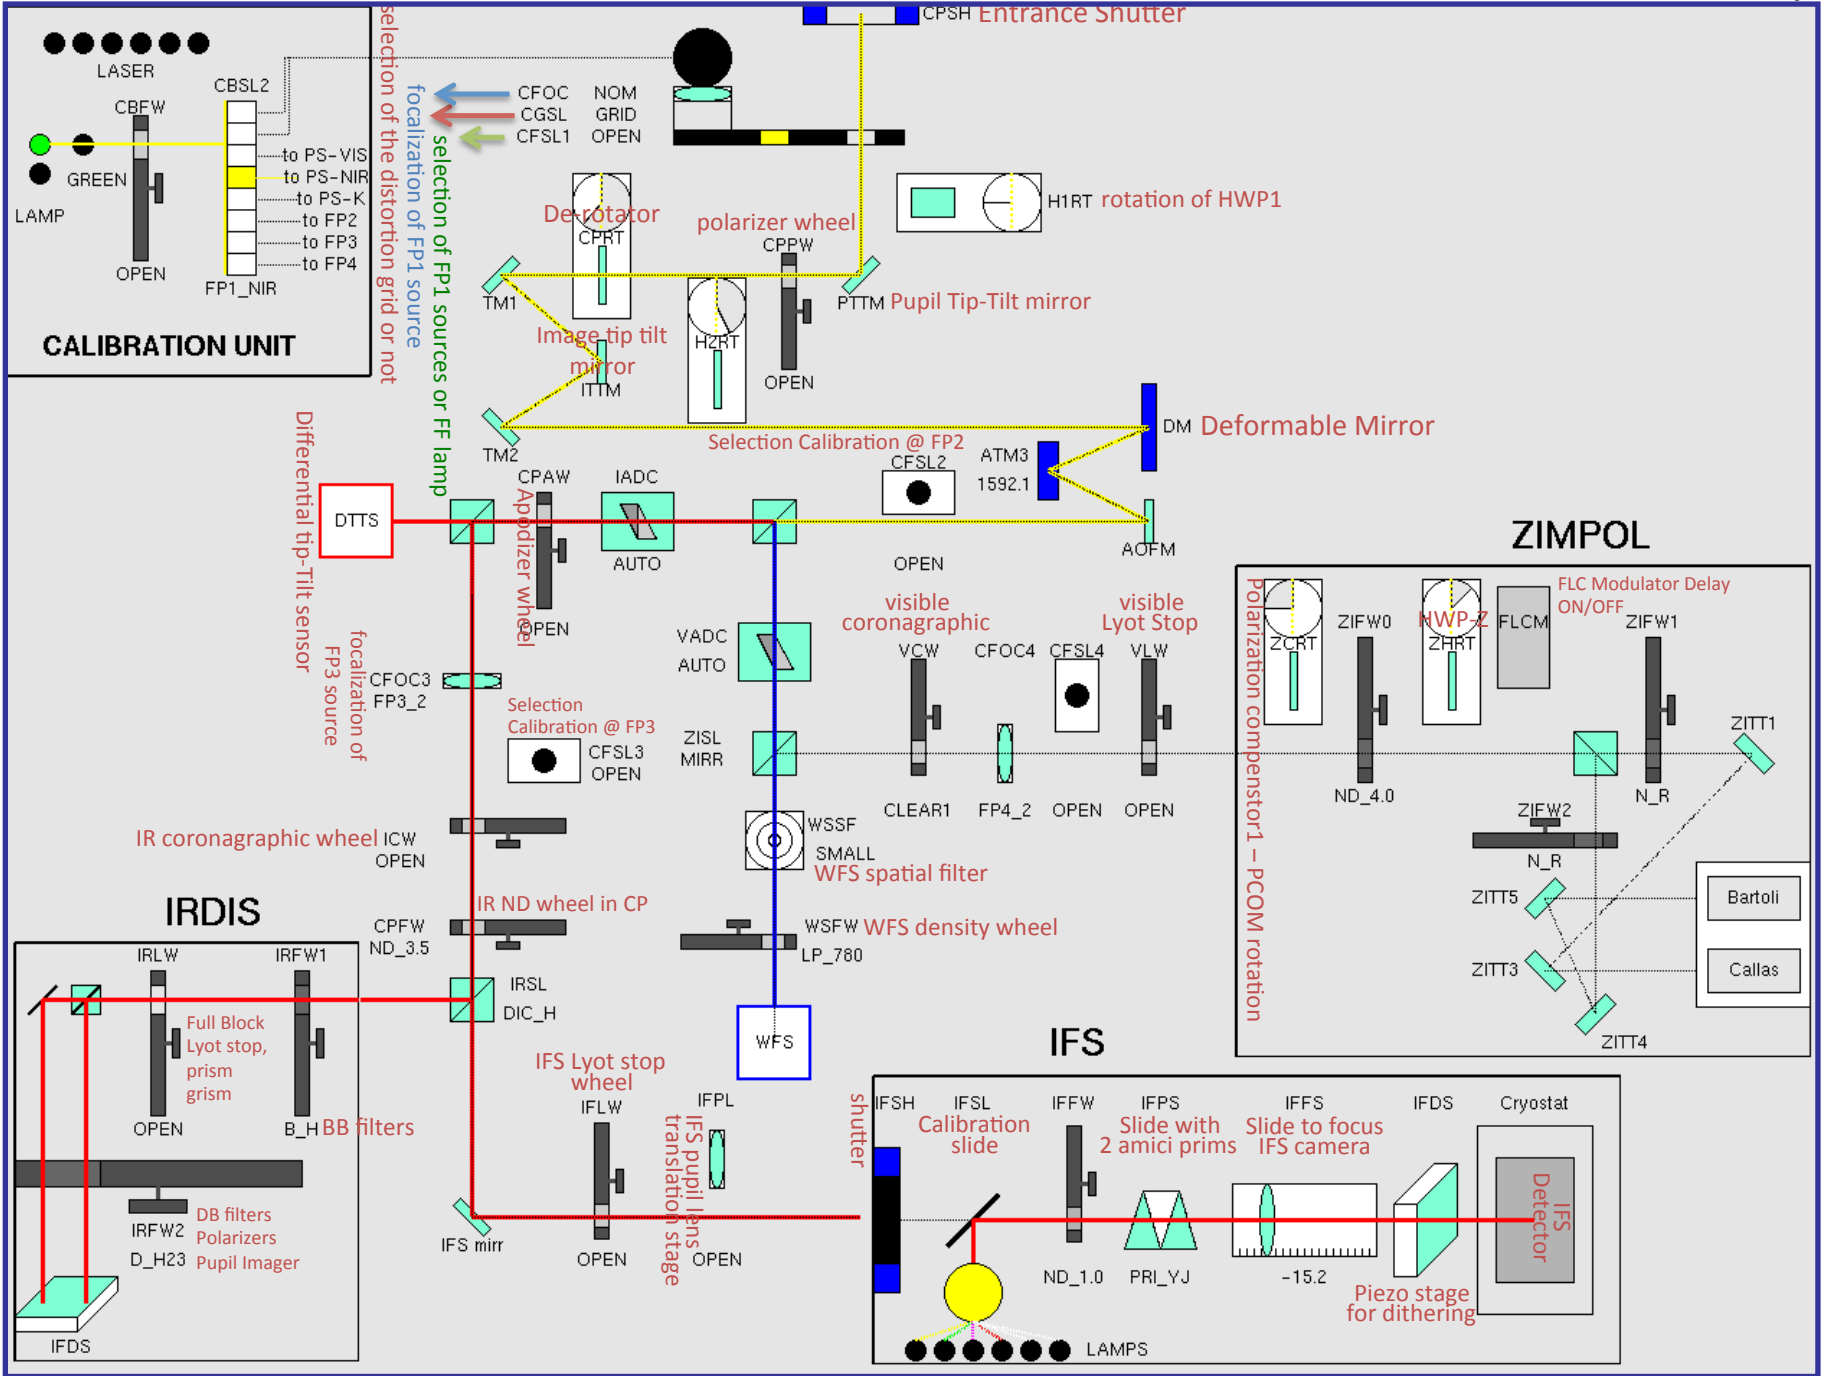 CPSH Entrance Shutter
LASER
CBSL2
CBFW
GREEN
LAMP
OPEN
FP1_NIR
to PS-VIS
to PS-NIR
to PS-K
to FP2
to FP3
to FP4
CALIBRATION UNIT
selection of the distortion grid or not
focalization of FP1 source
selection of FP1 sources or FF lamp
CFOC NOM
CGSL GRID
CFSL1 OPEN
De-rotator
CPRT
polarizer wheel
CPPW
OPEN
H1RT rotation of HWP1
TM1
PTTM Pupil Tip-Tilt mirror
Image tip tilt
mirror
ITTM
H2RT
TM2
DM Deformable Mirror
Selection Calibration @ FP2
CFSL2
OPEN
ATM3
1592.1
AOFM
Differential tip-Tilt sensor
DTTS
CPAW
Apodizer wheel
OPEN
IADC
AUTO
focalization of
FP3 source
CFOC3
FP3_2
Selection
Calibration @ FP3
CFSL3
OPEN
VADC
AUTO
ZISL
MIRR
visible
coronagraphic
VCW
CLEAR1
CFOC4
FP4_2
CFSL4
OPEN
visible
Lyot Stop
VLW
OPEN
IR coronagraphic wheel
ICW
OPEN
WSSF
SMALL
WFS spatial filter
IR ND wheel in CP
CPFW
ND_3.5
WSFW WFS density wheel
LP_780
WFS
IRSL
DIC_H
ZIMPOL
Polarization compenstor1 – PCOM rotation
ZCRT
ZIFW0
ND_4.0
HWP-Z
ZHRT
FLC Modulator Delay
ON/OFF
FLCM
ZIFW1
N_R
ZITT1
ZIFW2
N_R
ZITT5
Bartoli
ZITT3
Callas
ZITT4
IRDIS
IRLW
IRFW1
Full Block
Lyot stop,
prism
grism
OPEN
B_H BB filters
IRFW2
D_H23
DB filters
Polarizers
Pupil Imager
IFDS
IFS mirr
IFS Lyot stop
wheel
IFLW
OPEN
IFPL
IFS pupil lens
translation stage
OPEN
IFS
shutter
IFSH
IFSL
Calibration
slide
IFFW
ND_1.0
IFPS
Slide with
2 amici prims
PRI_YJ
IFFS
Slide to focus
IFS camera
-15.2
IFDS
Piezo stage
for dithering
Cryostat
IFS
Detector
LAMPS